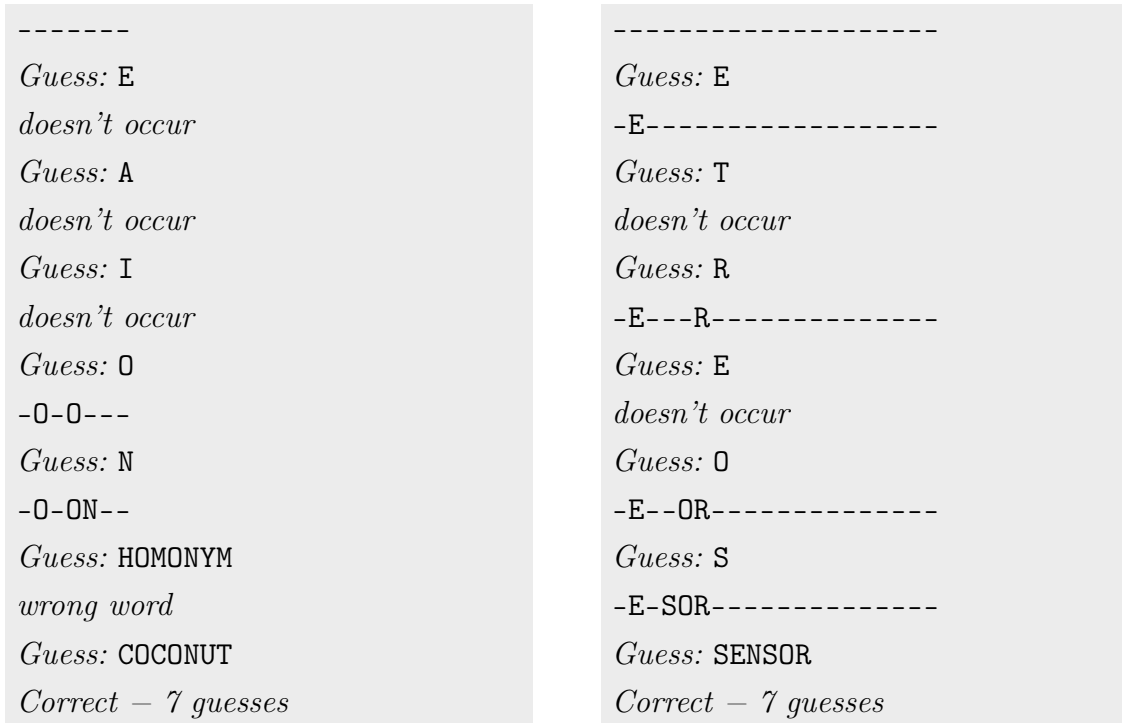 -------
Guess: E
doesn't occur
Guess: A
doesn't occur
Guess: I
doesn't occur
Guess: O
-O-O---
Guess: N
-O-ON--
Guess: HOMONYM
wrong word
Guess: COCONUT
Correct – 7 guesses
--------------------
Guess: E
-E------------------
Guess: T
doesn't occur
Guess: R
-E---R--------------
Guess: E
doesn't occur
Guess: O
-E--OR--------------
Guess: S
-E-SOR--------------
Guess: SENSOR
Correct – 7 guesses